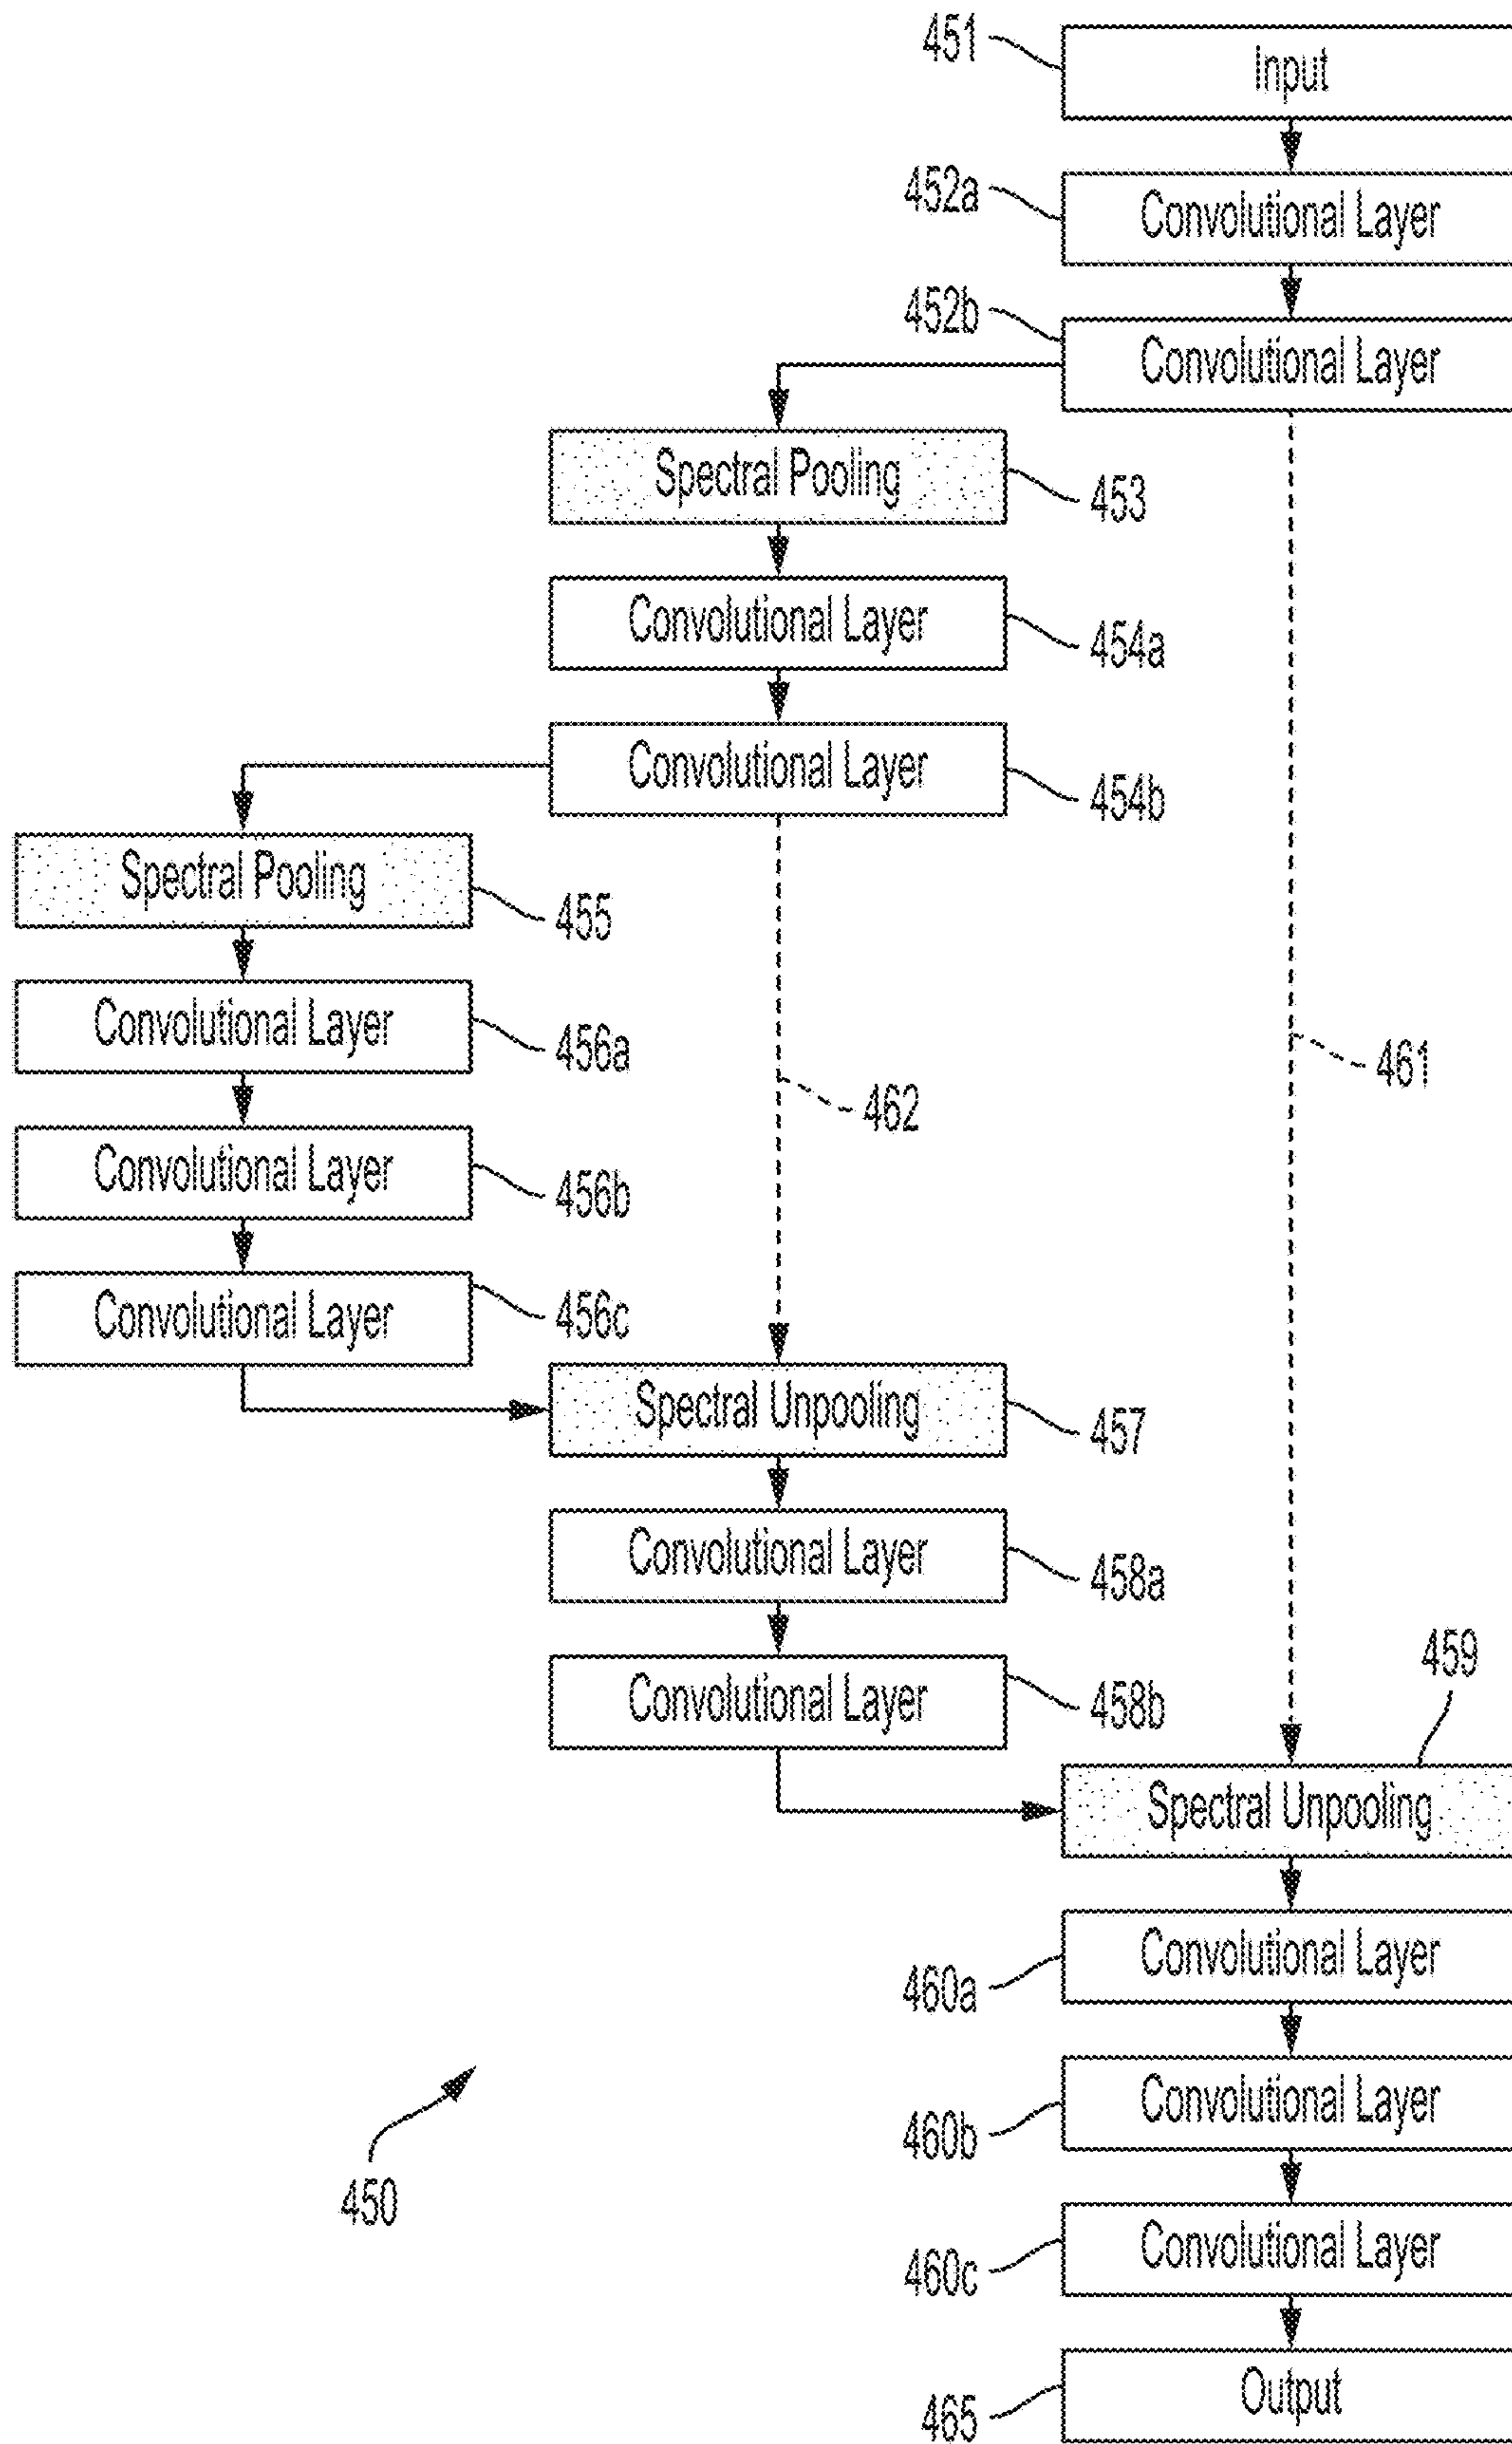 451
Input
452a
Convolutional Layer
452b
Convolutional Layer
Spectral Pooling
453
Convolutional Layer
454a
Convolutional Layer
454b
Spectral Pooling
455
Convolutional Layer
456a
461
462
Convolutional Layer
456b
Convolutional Layer
456c
Spectral Unpooling
457
Convolutional Layer
458a
Convolutional Layer
458b
459
Spectral Unpooling
Convolutional Layer
460a
Convolutional Layer
460b
450
Convolutional Layer
460c
Output
465